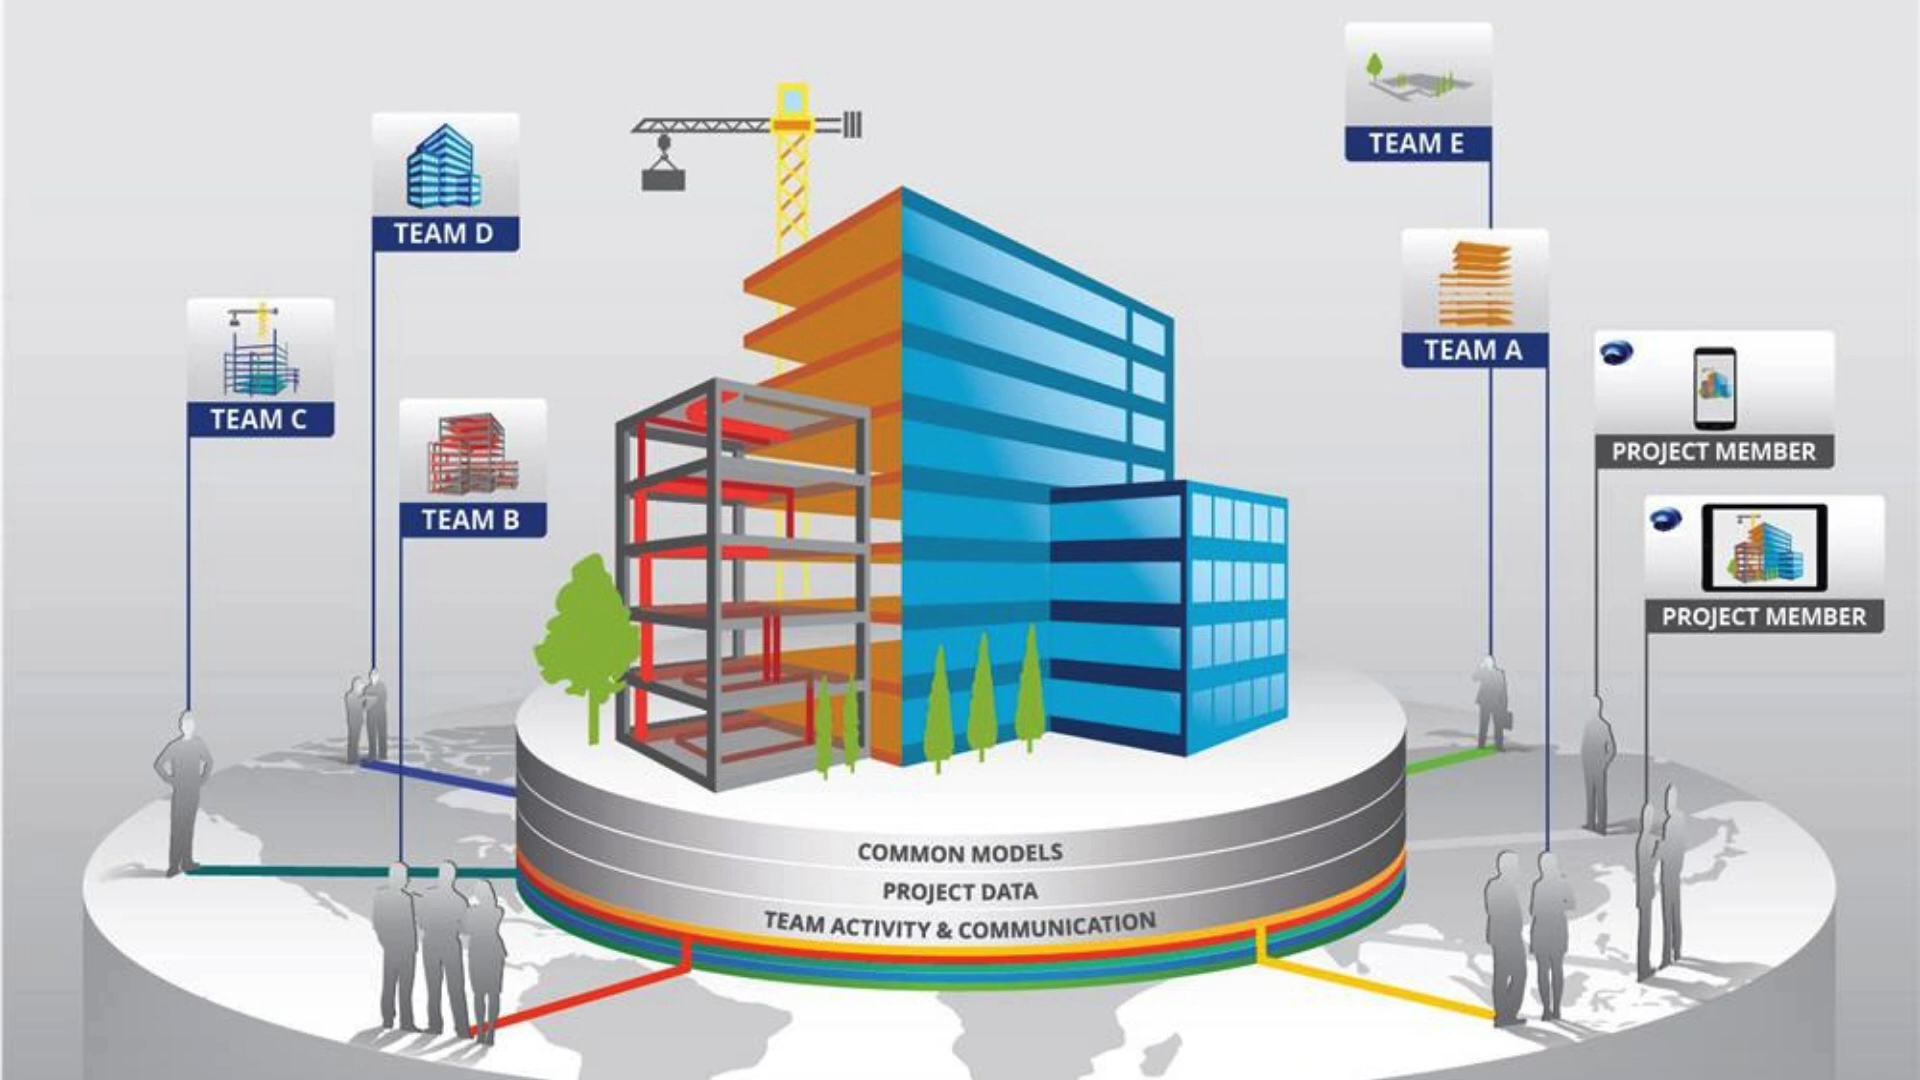 TEAM E
TEAM D
TEAM A
TEAM C
PROJECT MEMBER
TEAM B
PROJECT MEMBER
COMMON MODELS
PROJECT DATA
TEAM ACTIVITY & COMMUNICATION